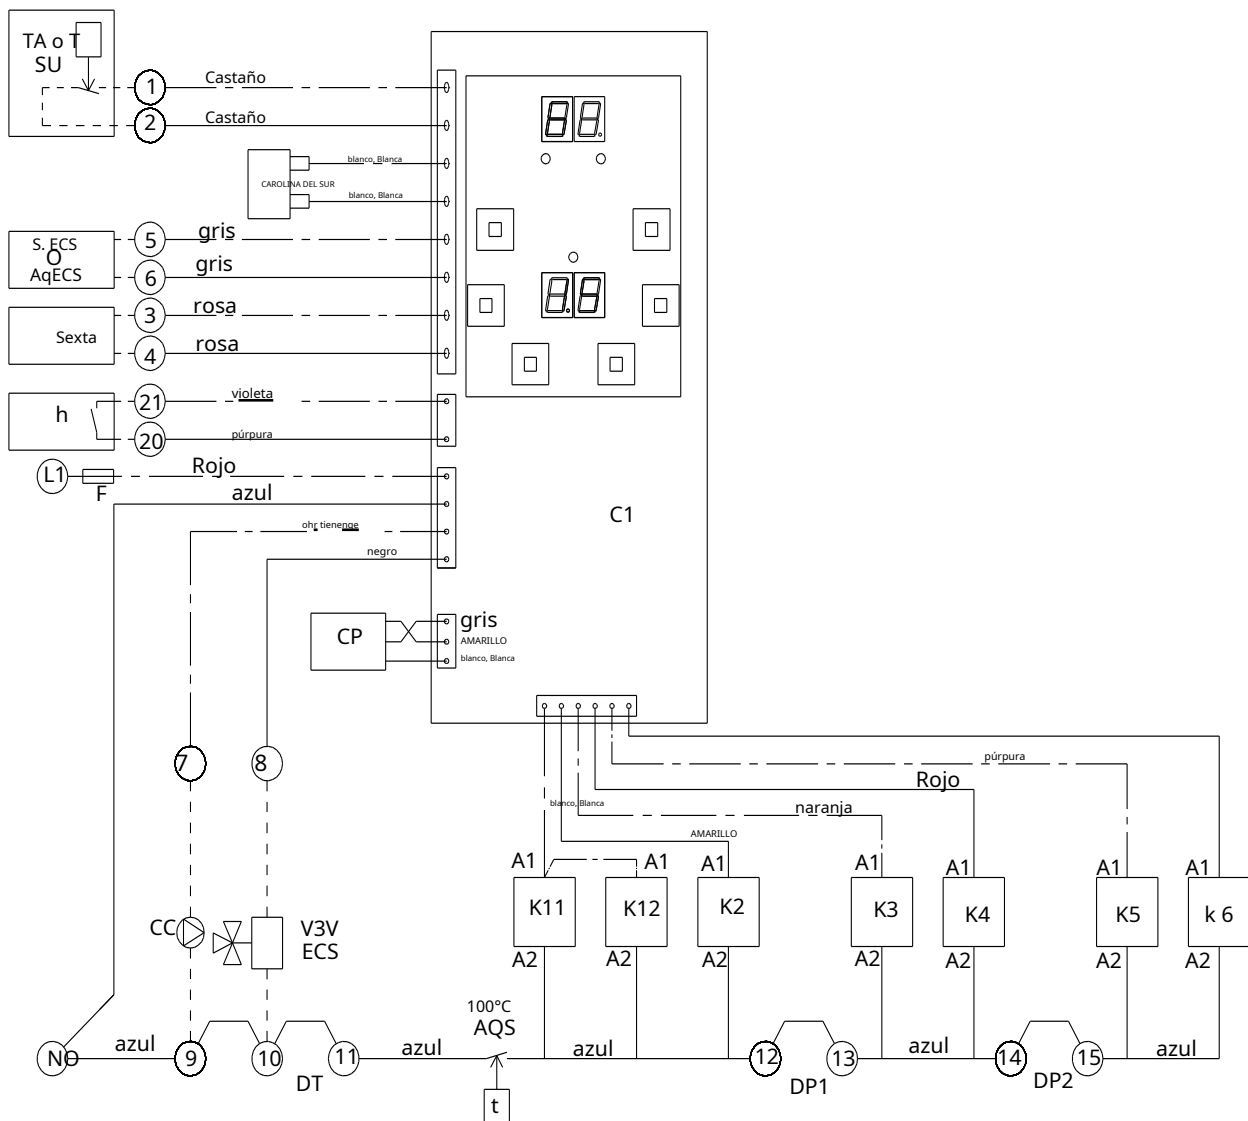 TA o T
SU
1
Castaño
2
Castaño
blanco, Blanca
CAROLINA DEL SUR
blanco, Blanca
S. ECS
O
AqECS
5
gris
6
gris
3
rosa
Sexta
4
rosa
h
21
violeta
20
púrpura
L1
F
Rojo
azul
ohr tienenge
negro
C1
CP
gris
AMARILLO
blanco, Blanca
7
8
púrpura
Rojo
blanco, Blanca
naranja
AMARILLO
A1
A1
A1
A1
A1
A1
K11
K12
K2
K3
K4
K5
k 6
A2
A2
A2
A2
A2
A2
A2
CC
V3V
ECS
100°C
AQS
NO
azul
9
10
DT
11
azul
azul
12
DP1
13
azul
14
DP2
15
azul
t